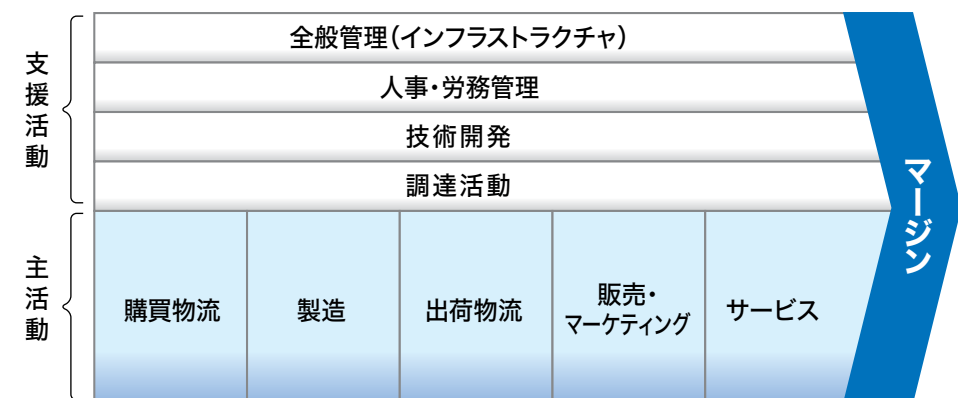 支援活動
全般管理(インフラストラクチャ)
人事・労務管理
技術開発
調達活動
主活動
購買物流
製造
出荷物流
販売・
マーケティング
サービス
マージン